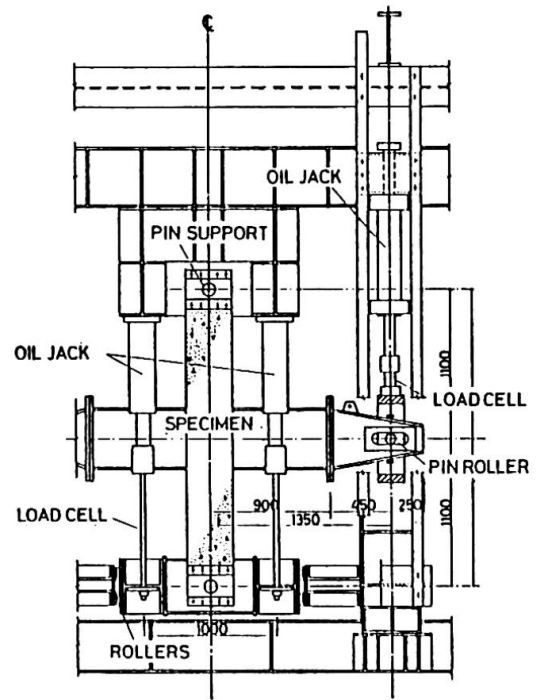 ℄
OIL JACK
PIN SUPPORT
OIL JACK
1100
LOAD CELL
SPECIMEN
PIN ROLLER
900
450
250
LOAD CELL
1350
1100
1000
ROLLERS